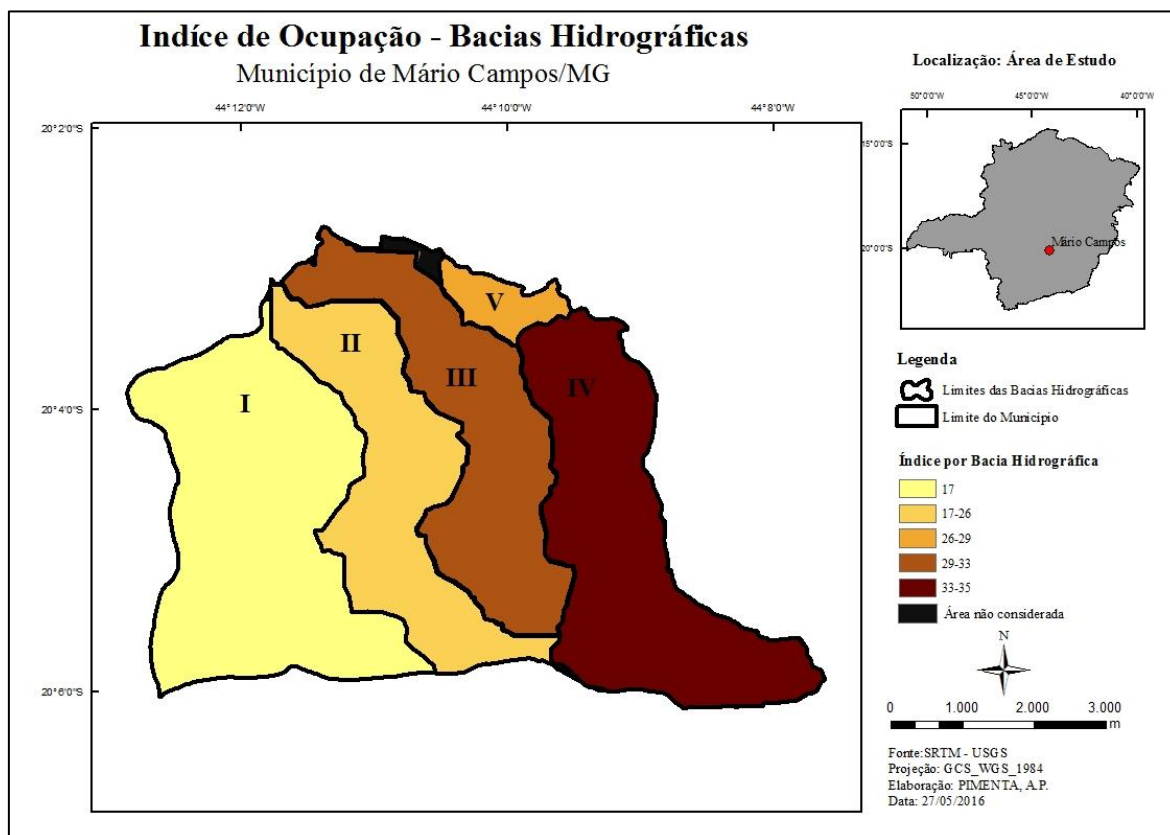 Indíce de Ocupação - Bacias Hidrográficas
Município de Mário Campos/MG
44°12'0"W
44°10'0"W
44°8'0"W
20°2'0"S
20°4'0"S
20°6'0"S
I
II
III
IV
V
Localização: Área de Estudo
50°0'0"W
45°0'0"W
40°0'0"W
15°0'0"S
20°0'0"S
Mário Campos
Legenda
Limites das Bacias Hidrográficas
Limite do Município
Índice por Bacia Hidrográfica
17
17-26
26-29
29-33
33-35
Área não considerada
N
0 1.000 2.000 3.000
m
Fonte:SRTM - USGS
Projeção: GCS_WGS_1984
Elaboração: PIMENTA, A.P.
Data: 27/05/2016